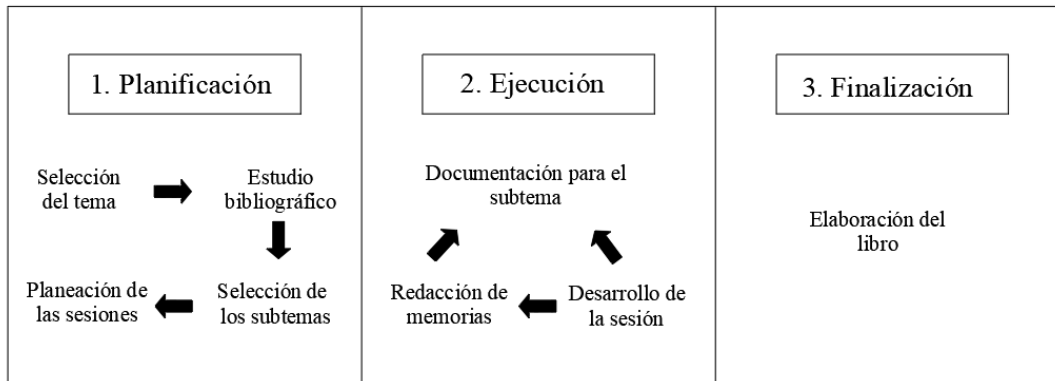 1. Planificación
Selección
del tema
Estudio
bibliográfico
Planeación de
las sesiones
Selección de
los subtemas
2. Ejecución
Documentación para el
subtema
Redacción de
memorias
Desarrollo de
la sesión
3. Finalización
Elaboración del
libro